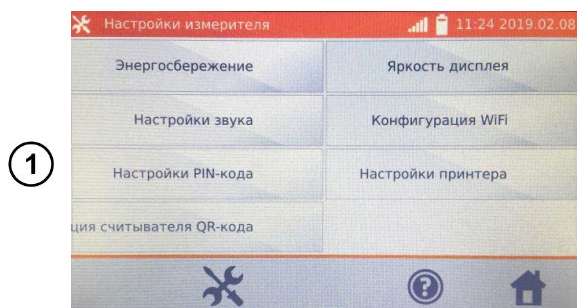 Настройки измерителя 11:24 2019.02.08
Энергосбережение Яркость дисплея
Настройки звука Конфигурация WiFi
1 Настройки PIN-кода Настройки принтера
ция считывателя QR-кода
?